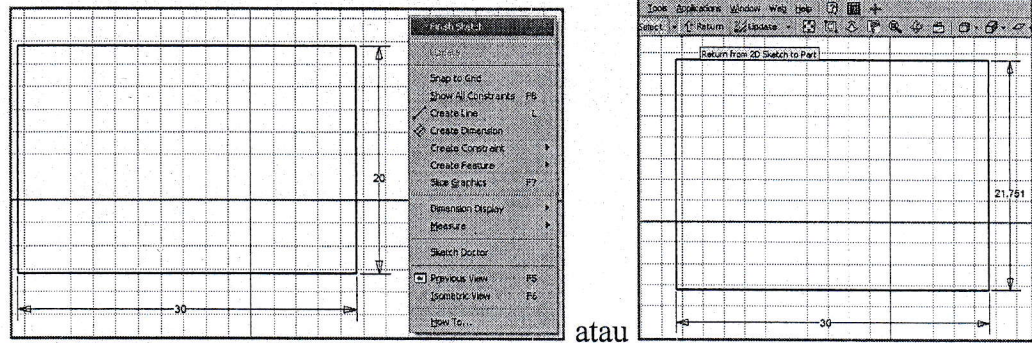 Finish Sketch
Snap to Grid
Show All Constraints F8
Create Line L
Create Dimension
Create Constraint
Create Feature
Slice Graphics F7
Dimension Display
Measure
Sketch Doctor
Previous View F5
Isometric View F6
How To...
20
30
atau
Tools Applications Window Web Help
Select Return Update
Return from 2D Sketch to Part
21.751
30